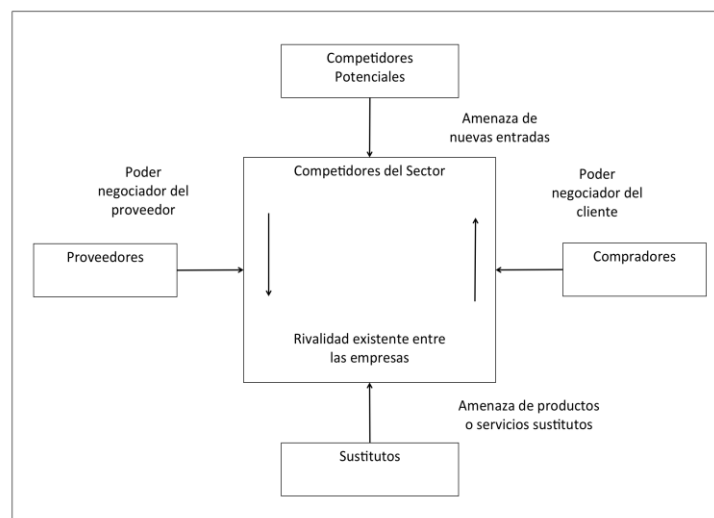 Competidores
Potenciales
Amenaza de
nuevas entradas
Competidores del Sector
Poder
negociador del
proveedor
Poder
negociador del
cliente
Proveedores
Compradores
Rivalidad existente entre
las empresas
Amenaza de productos
o servicios sustitutos
Sustitutos